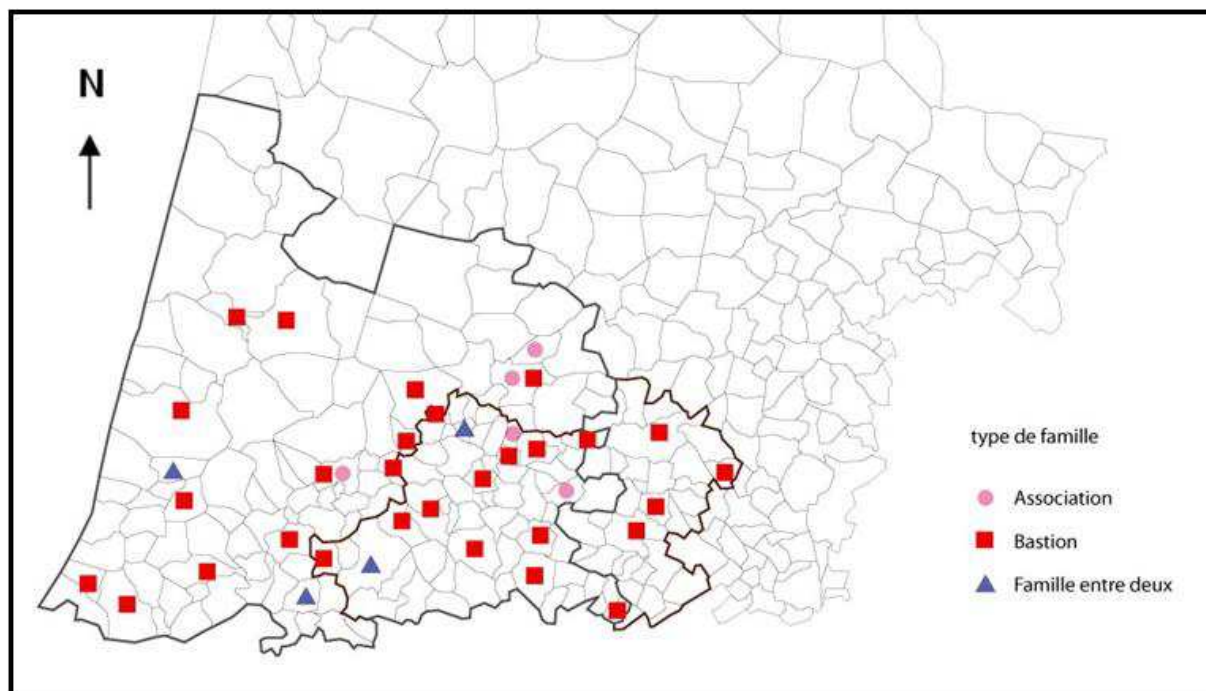 N
type de famille
Association
Bastion
Famille entre deux